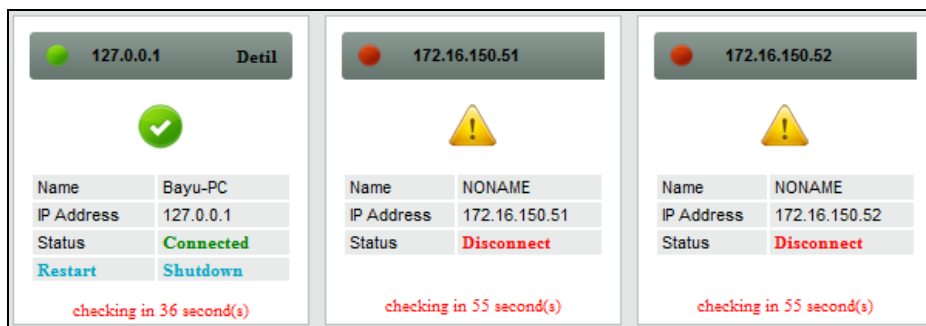 127.0.0.1 Detil
Name Bayu-PC
IP Address 127.0.0.1
Status Connected
Restart Shutdown
checking in 36 second(s)
172.16.150.51
Name NONAME
IP Address 172.16.150.51
Status Disconnect
checking in 55 second(s)
172.16.150.52
Name NONAME
IP Address 172.16.150.52
Status Disconnect
checking in 55 second(s)